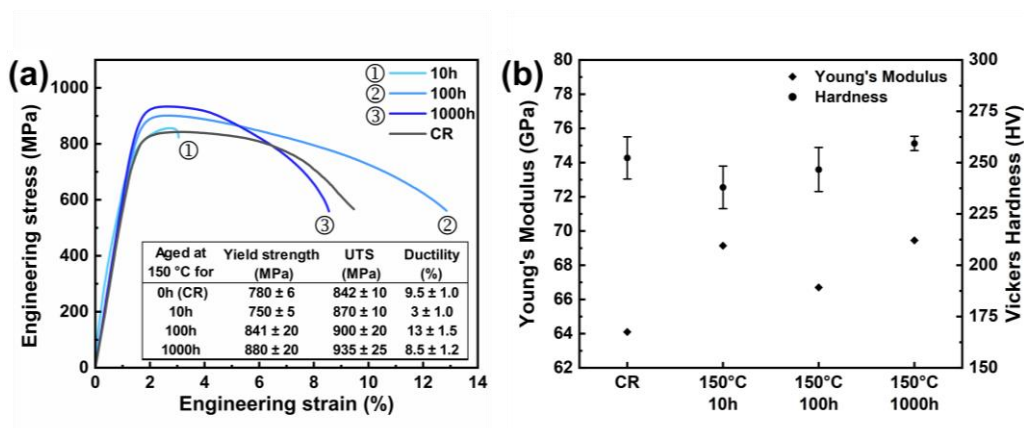 (a)
Engineering stress (MPa)
1000
800
600
400
200
0
① 10h
② 100h
③ 1000h
CR
①
③
②
Aged at 150 °C for Yield strength (MPa) UTS (MPa) Ductility (%)
0h (CR) 780 ± 6 842 ± 10 9.5 ± 1.0
10h 750 ± 5 870 ± 10 3 ± 1.0
100h 841 ± 20 900 ± 20 13 ± 1.5
1000h 880 ± 20 935 ± 25 8.5 ± 1.2
0 2 4 6 8 10 12 14
Engineering strain (%)
(b)
Young's Modulus (GPa)
80
78
76
74
72
70
68
66
64
62
Young's Modulus
Hardness
300
275
250
225
200
175
150
Vickers Hardness (HV)
CR 150°C 150°C 150°C
10h 100h 1000h